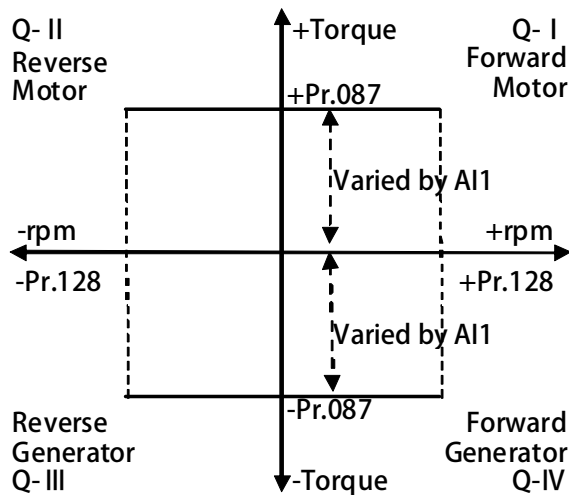 Q- II
Reverse
Motor
+Torque
Q- I
Forward
Motor
+Pr.087
Varied by AI1
-rpm
+rpm
-Pr.128
+Pr.128
Varied by AI1
-Pr.087
Reverse
Generator
Q-III
Forward
Generator
Q-IV
-Torque